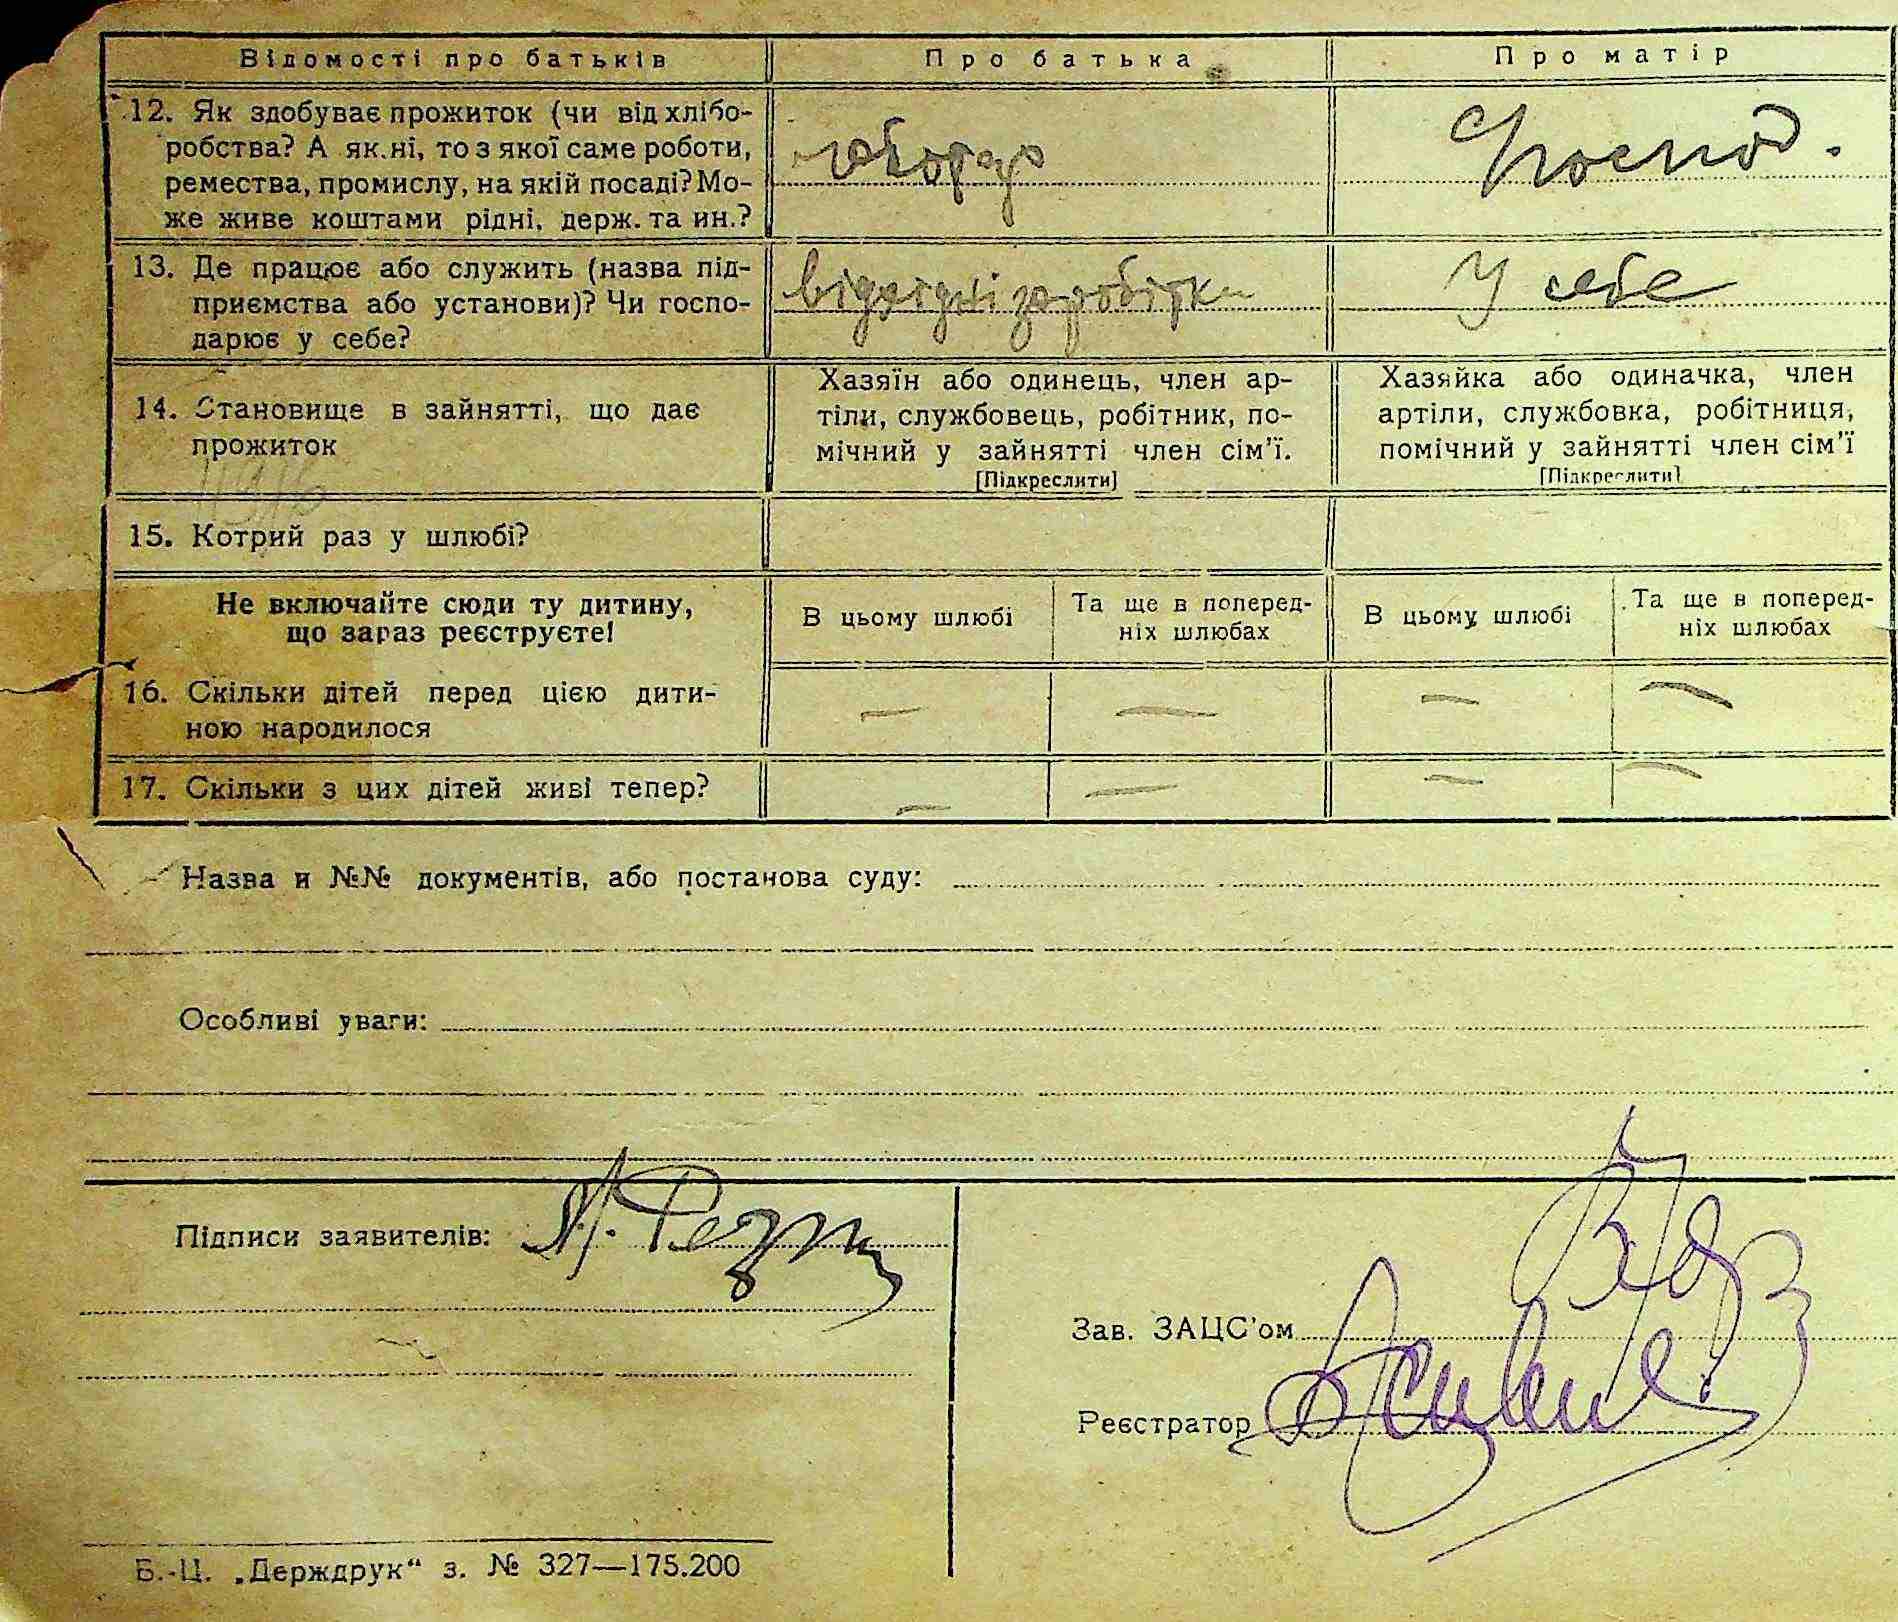 Відомості про батьків
Про батька
Про матір
12. Як здобуває прожиток (чи від хлібо-
робства? А як.ні, то з якої саме роботи,
ремества, промислу, на якій посаді? Мо-
же живе коштами рідні, держ. та ин.?
Господ.
13. Де працює або служить (назва під-
приємства або установи)? Чи госпо-
дарює у себе?
відхідні заробітки
У себе
14. Становище в зайнятті, що дає
прожиток
Хазяїн або одинець, член ар-
тіли, службовець, робітник, по-
мічний у зайнятті член сім'ї.
[Підкреслити]
Хазяйка або одиначка, член
артіли, службовка, робітниця,
помічний у зайнятті член сім'ї
[Підкреслити]
15. Котрий раз у шлюбі?
Не включайте сюди ту дитину,
що зараз реєструєте!
В цьому шлюбі
Та ще в поперед-
ніх шлюбах
В цьому шлюбі
Та ще в поперед-
ніх шлюбах
16. Скільки дітей перед цією дити-
ною народилося
— — — —
17. Скільки з цих дітей живі тепер?
— — — —
Назва и №№ документів, або постанова суду:
Особливі уваги:
Підписи заявителів:
Зав. ЗАЦС'ом
Реєстратор
Б.-Ц. „Держдрук“ з. № 327—175.200